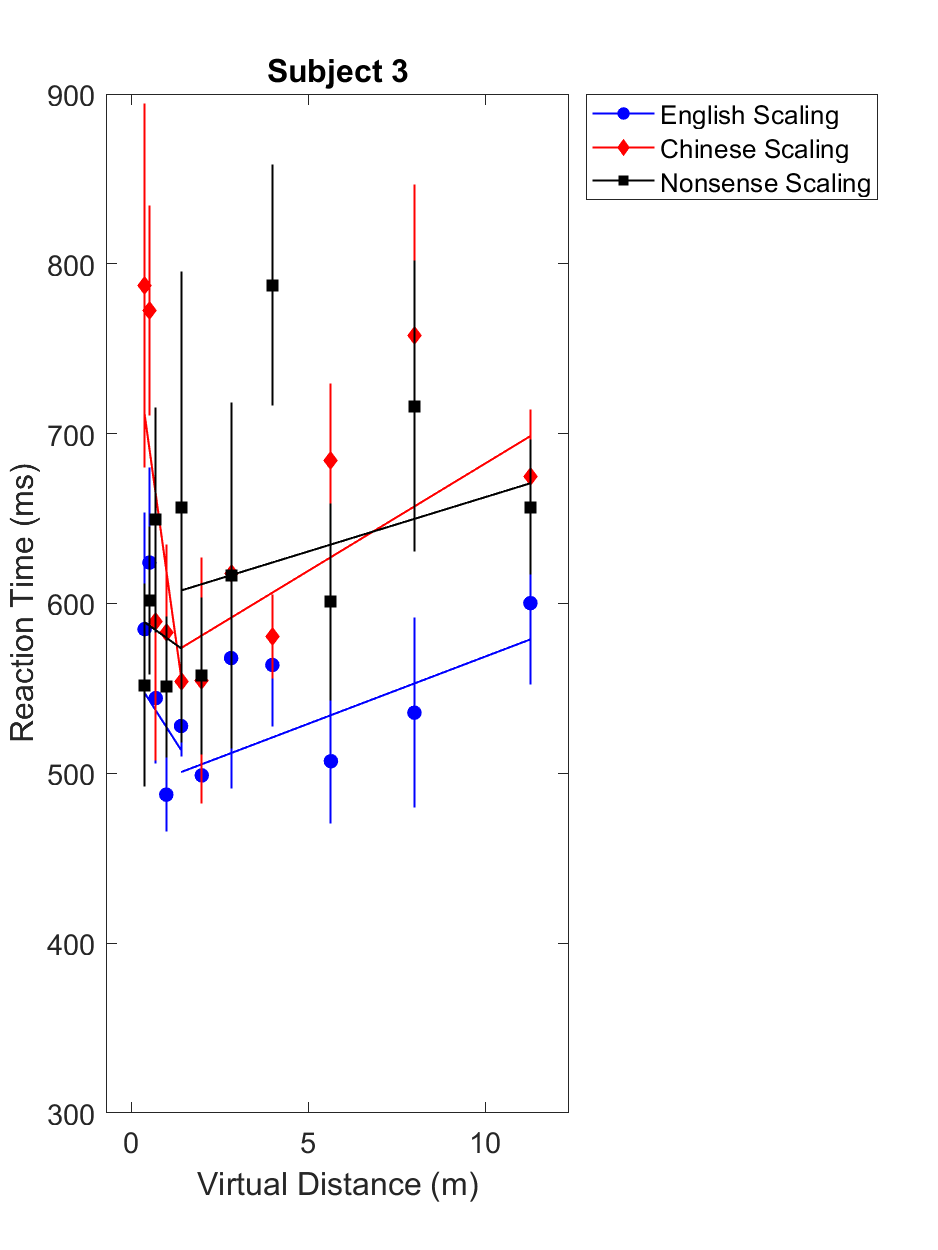 Subject 3
English Scaling
Chinese Scaling
Nonsense Scaling
Reaction Time (ms)
900
800
700
600
500
400
300
0 5 10
Virtual Distance (m)